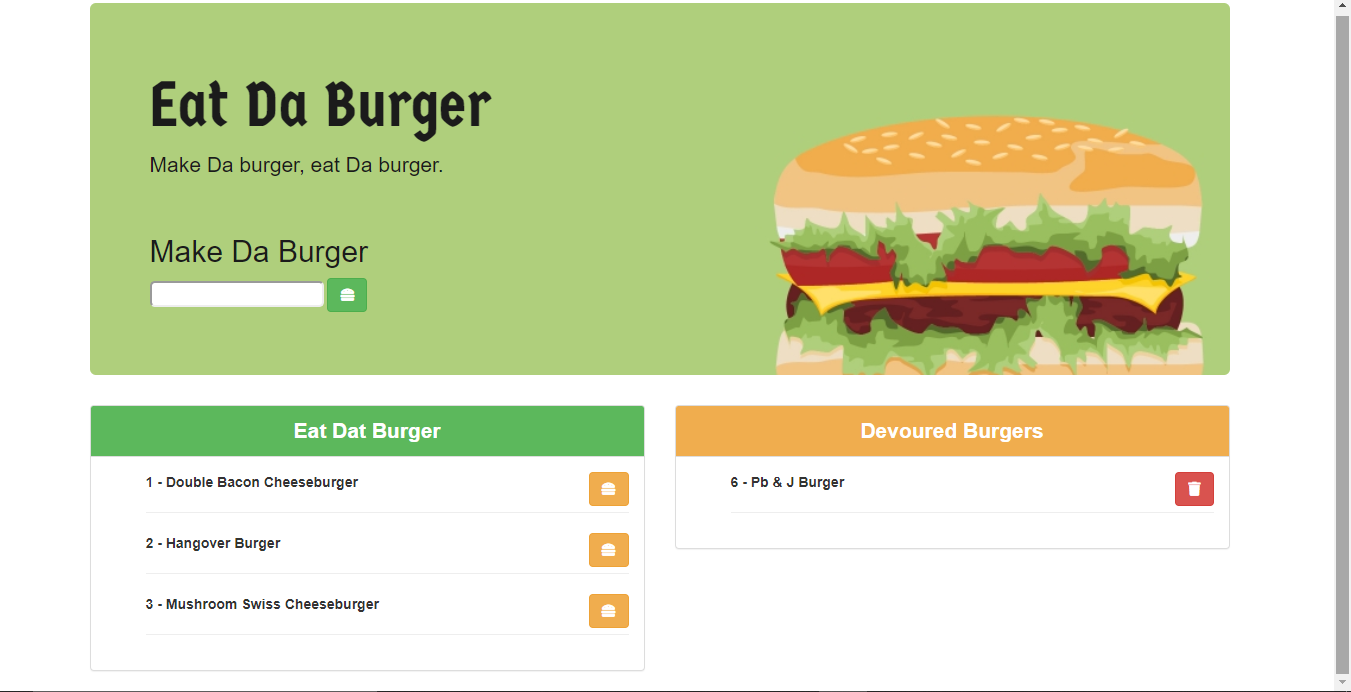 Eat Da Burger
Make Da burger, eat Da burger.
Make Da Burger
Eat Dat Burger
1 - Double Bacon Cheeseburger
2 - Hangover Burger
3 - Mushroom Swiss Cheeseburger
Devoured Burgers
6 - Pb & J Burger